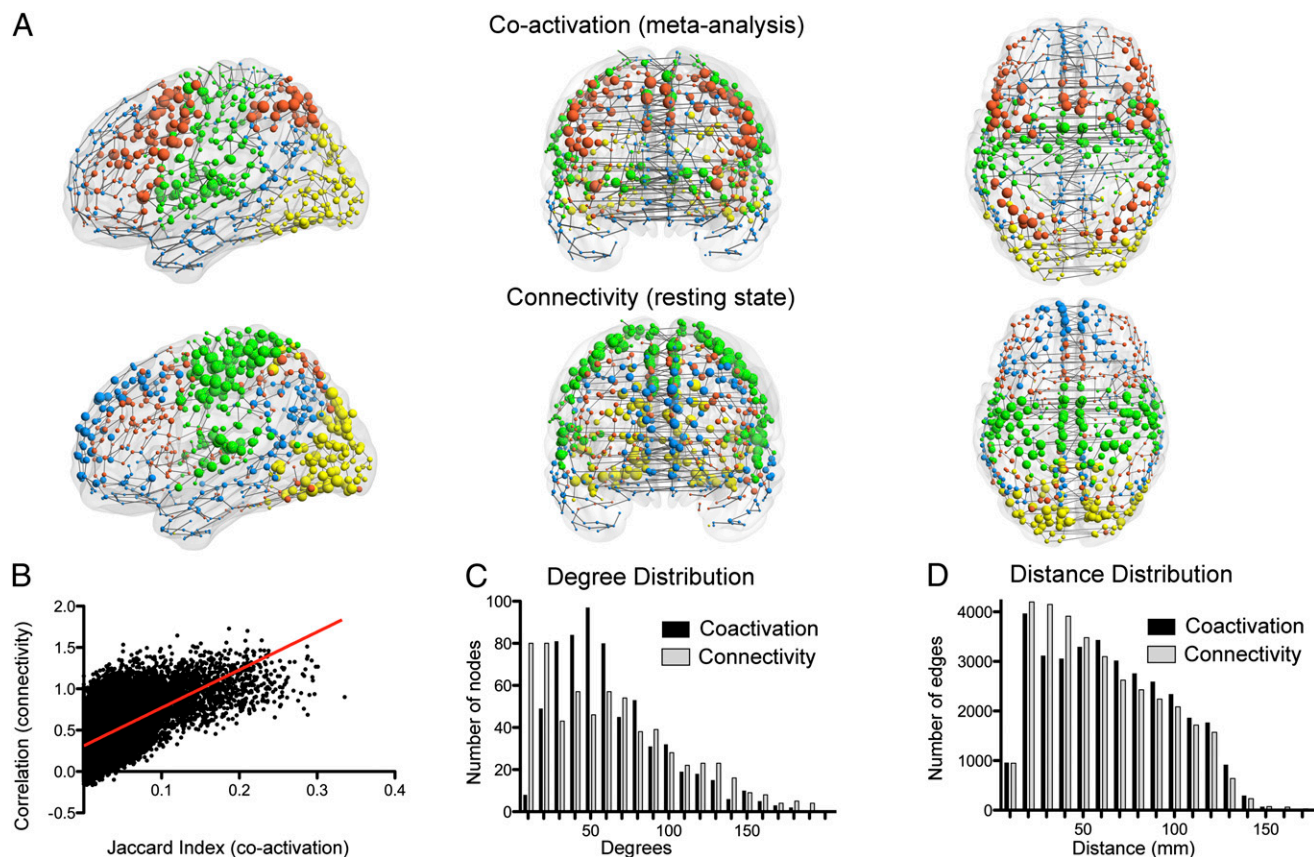 A
Co-activation (meta-analysis)
Connectivity (resting state)
B
Correlation (connectivity)
2.0
1.5
1.0
0.5
0.0
-0.5
0.1
0.2
0.3
0.4
Jaccard Index (co-activation)
C
Degree Distribution
Number of nodes
100
80
60
40
20
0
Coactivation
Connectivity
50
100
150
Degrees
D
Distance Distribution
Number of edges
4000
3000
2000
1000
0
Coactivation
Connectivity
50
100
150
Distance (mm)